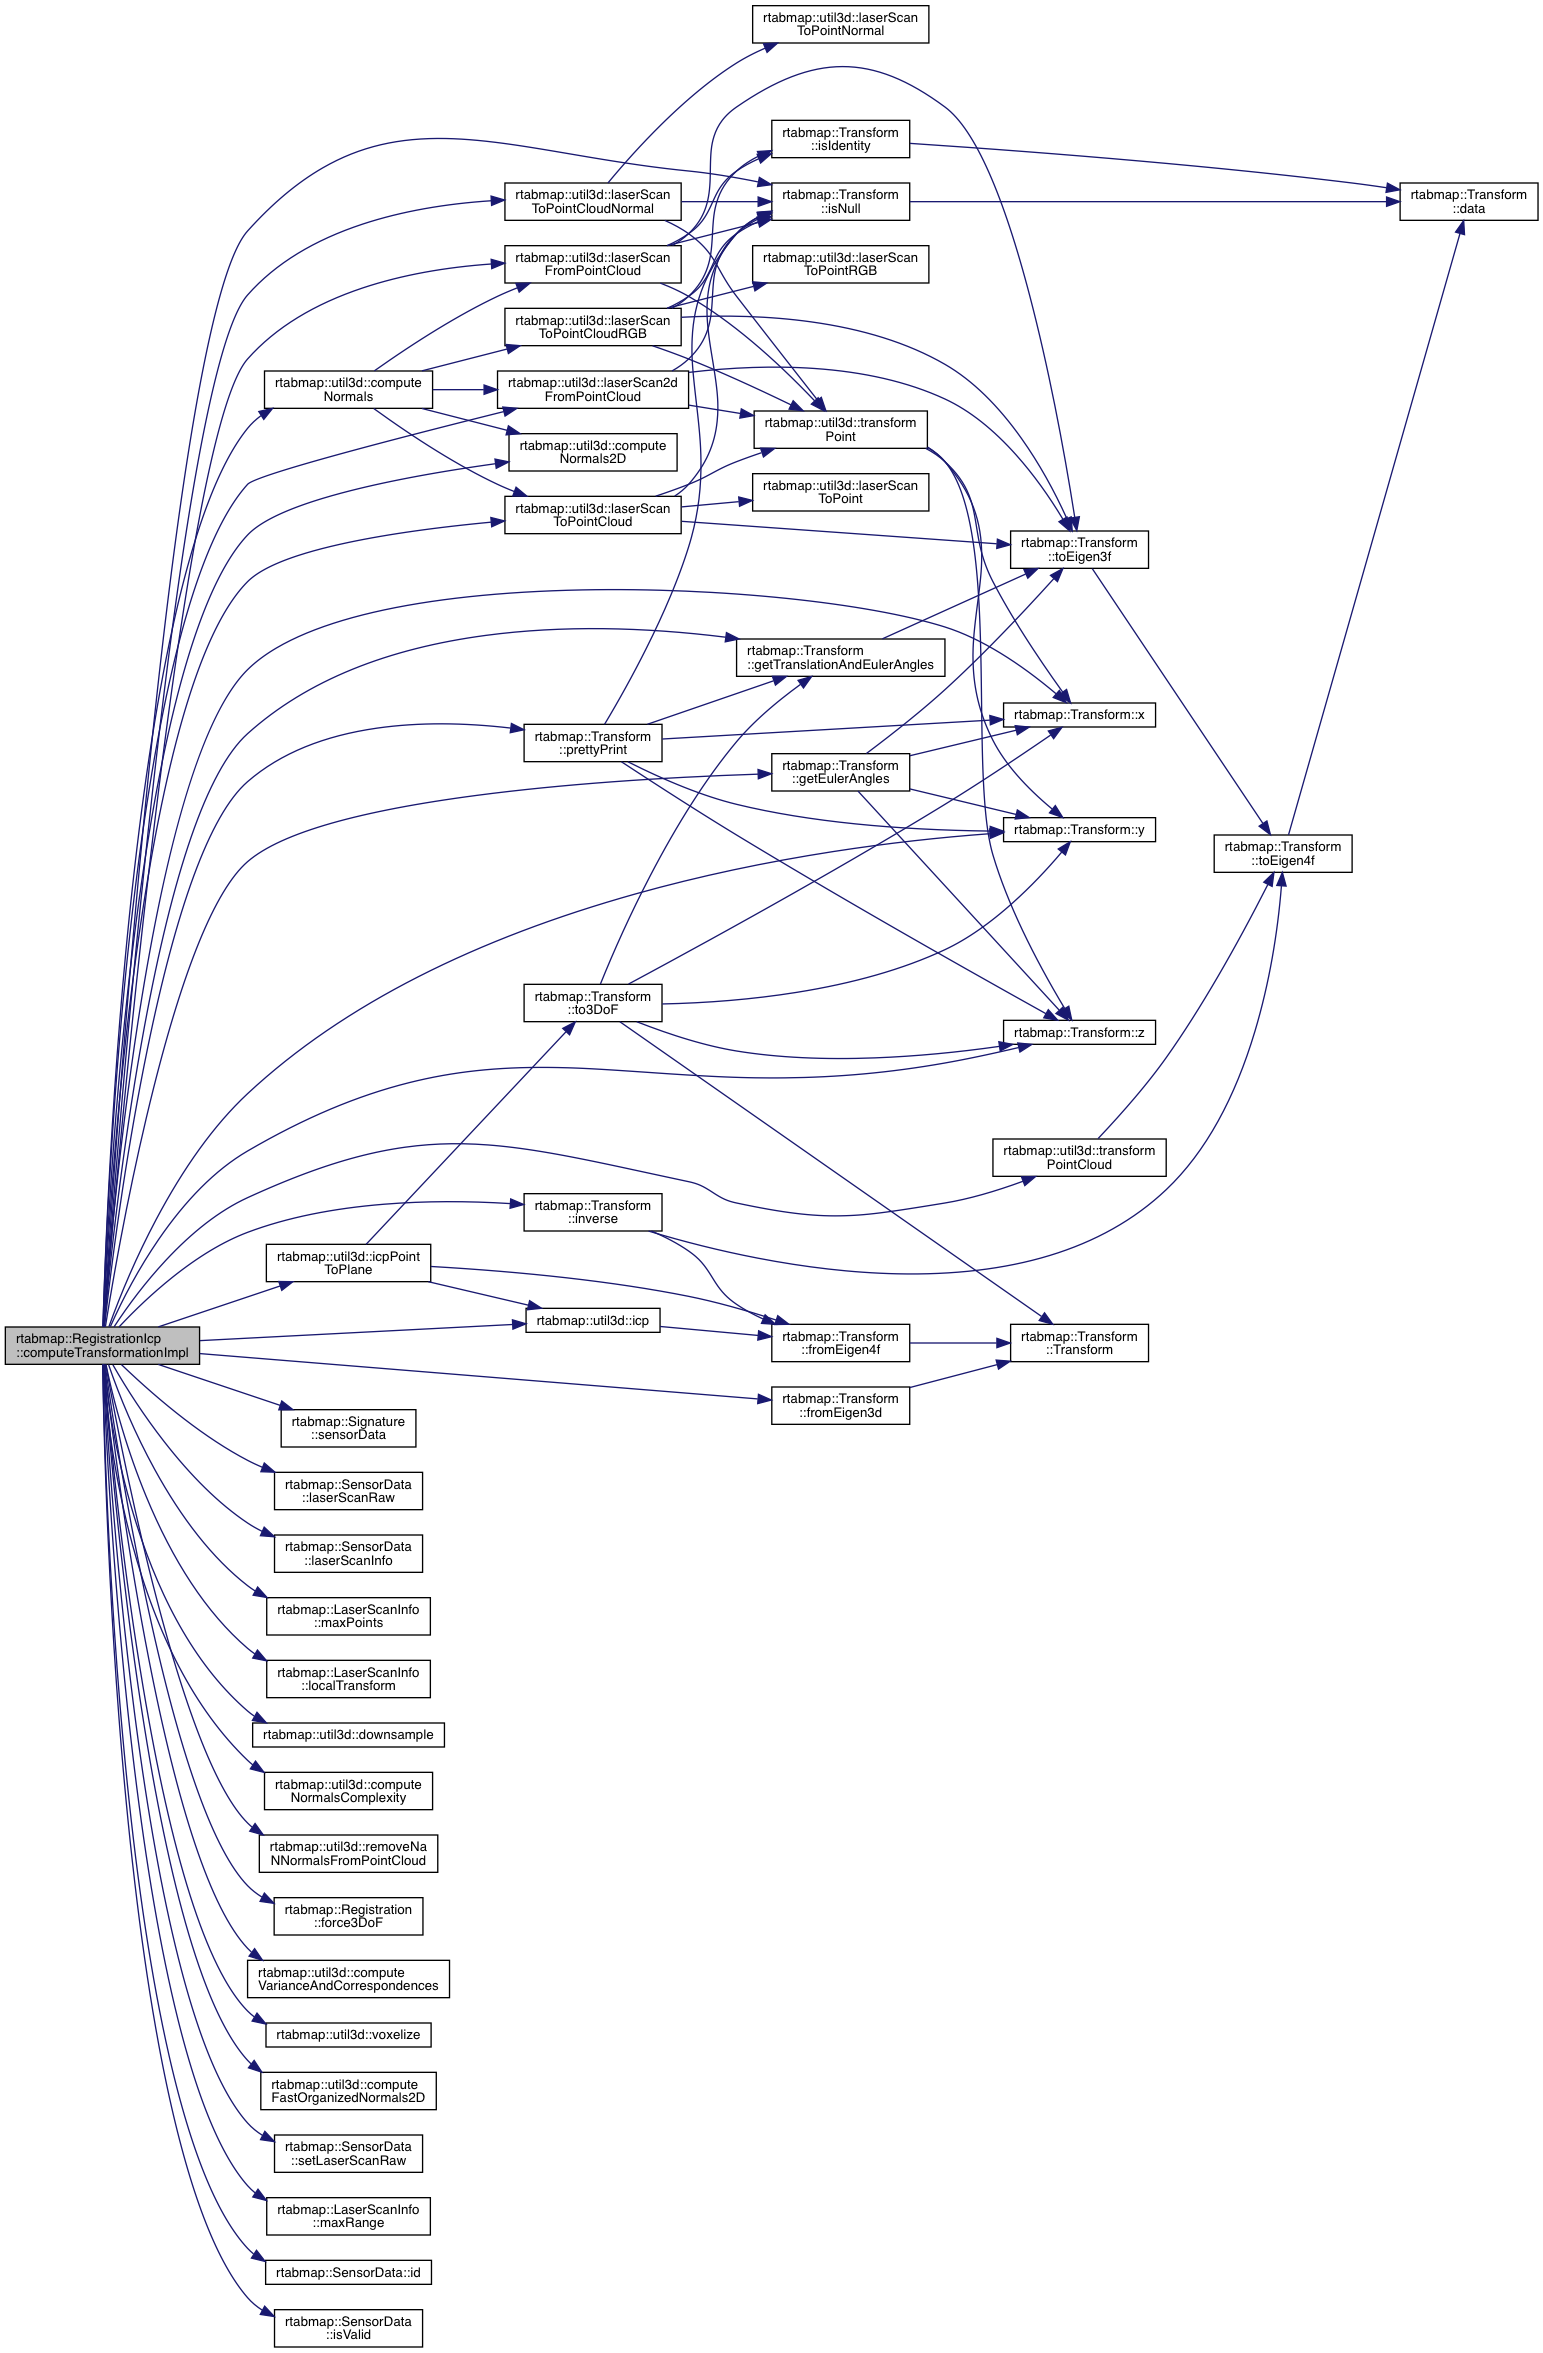 rtabmap::util3d::laserScan
ToPointNormal
rtabmap::Transform
::isIdentity
rtabmap::util3d::laserScan
ToPointCloudNormal
rtabmap::Transform
::isNull
rtabmap::Transform
::data
rtabmap::util3d::laserScan
FromPointCloud
rtabmap::util3d::laserScan
ToPointRGB
rtabmap::util3d::laserScan
ToPointCloudRGB
rtabmap::util3d::compute
Normals
rtabmap::util3d::laserScan2d
FromPointCloud
rtabmap::util3d::transform
Point
rtabmap::util3d::compute
Normals2D
rtabmap::util3d::laserScan
ToPoint
rtabmap::util3d::laserScan
ToPointCloud
rtabmap::Transform
::toEigen3f
rtabmap::Transform
::getTranslationAndEulerAngles
rtabmap::Transform::x
rtabmap::Transform
::prettyPrint
rtabmap::Transform
::getEulerAngles
rtabmap::Transform::y
rtabmap::Transform
::toEigen4f
rtabmap::Transform
::to3DoF
rtabmap::Transform::z
rtabmap::util3d::transform
PointCloud
rtabmap::Transform
::inverse
rtabmap::util3d::icpPoint
ToPlane
rtabmap::util3d::icp
rtabmap::RegistrationIcp
::computeTransformationImpl
rtabmap::Transform
::fromEigen4f
rtabmap::Transform
::Transform
rtabmap::Transform
::fromEigen3d
rtabmap::Signature
::sensorData
rtabmap::SensorData
::laserScanRaw
rtabmap::SensorData
::laserScanInfo
rtabmap::LaserScanInfo
::maxPoints
rtabmap::LaserScanInfo
::localTransform
rtabmap::util3d::downsample
rtabmap::util3d::compute
NormalsComplexity
rtabmap::util3d::removeNa
NNormalsFromPointCloud
rtabmap::Registration
::force3DoF
rtabmap::util3d::compute
VarianceAndCorrespondences
rtabmap::util3d::voxelize
rtabmap::util3d::compute
FastOrganizedNormals2D
rtabmap::SensorData
::setLaserScanRaw
rtabmap::LaserScanInfo
::maxRange
rtabmap::SensorData::id
rtabmap::SensorData
::isValid